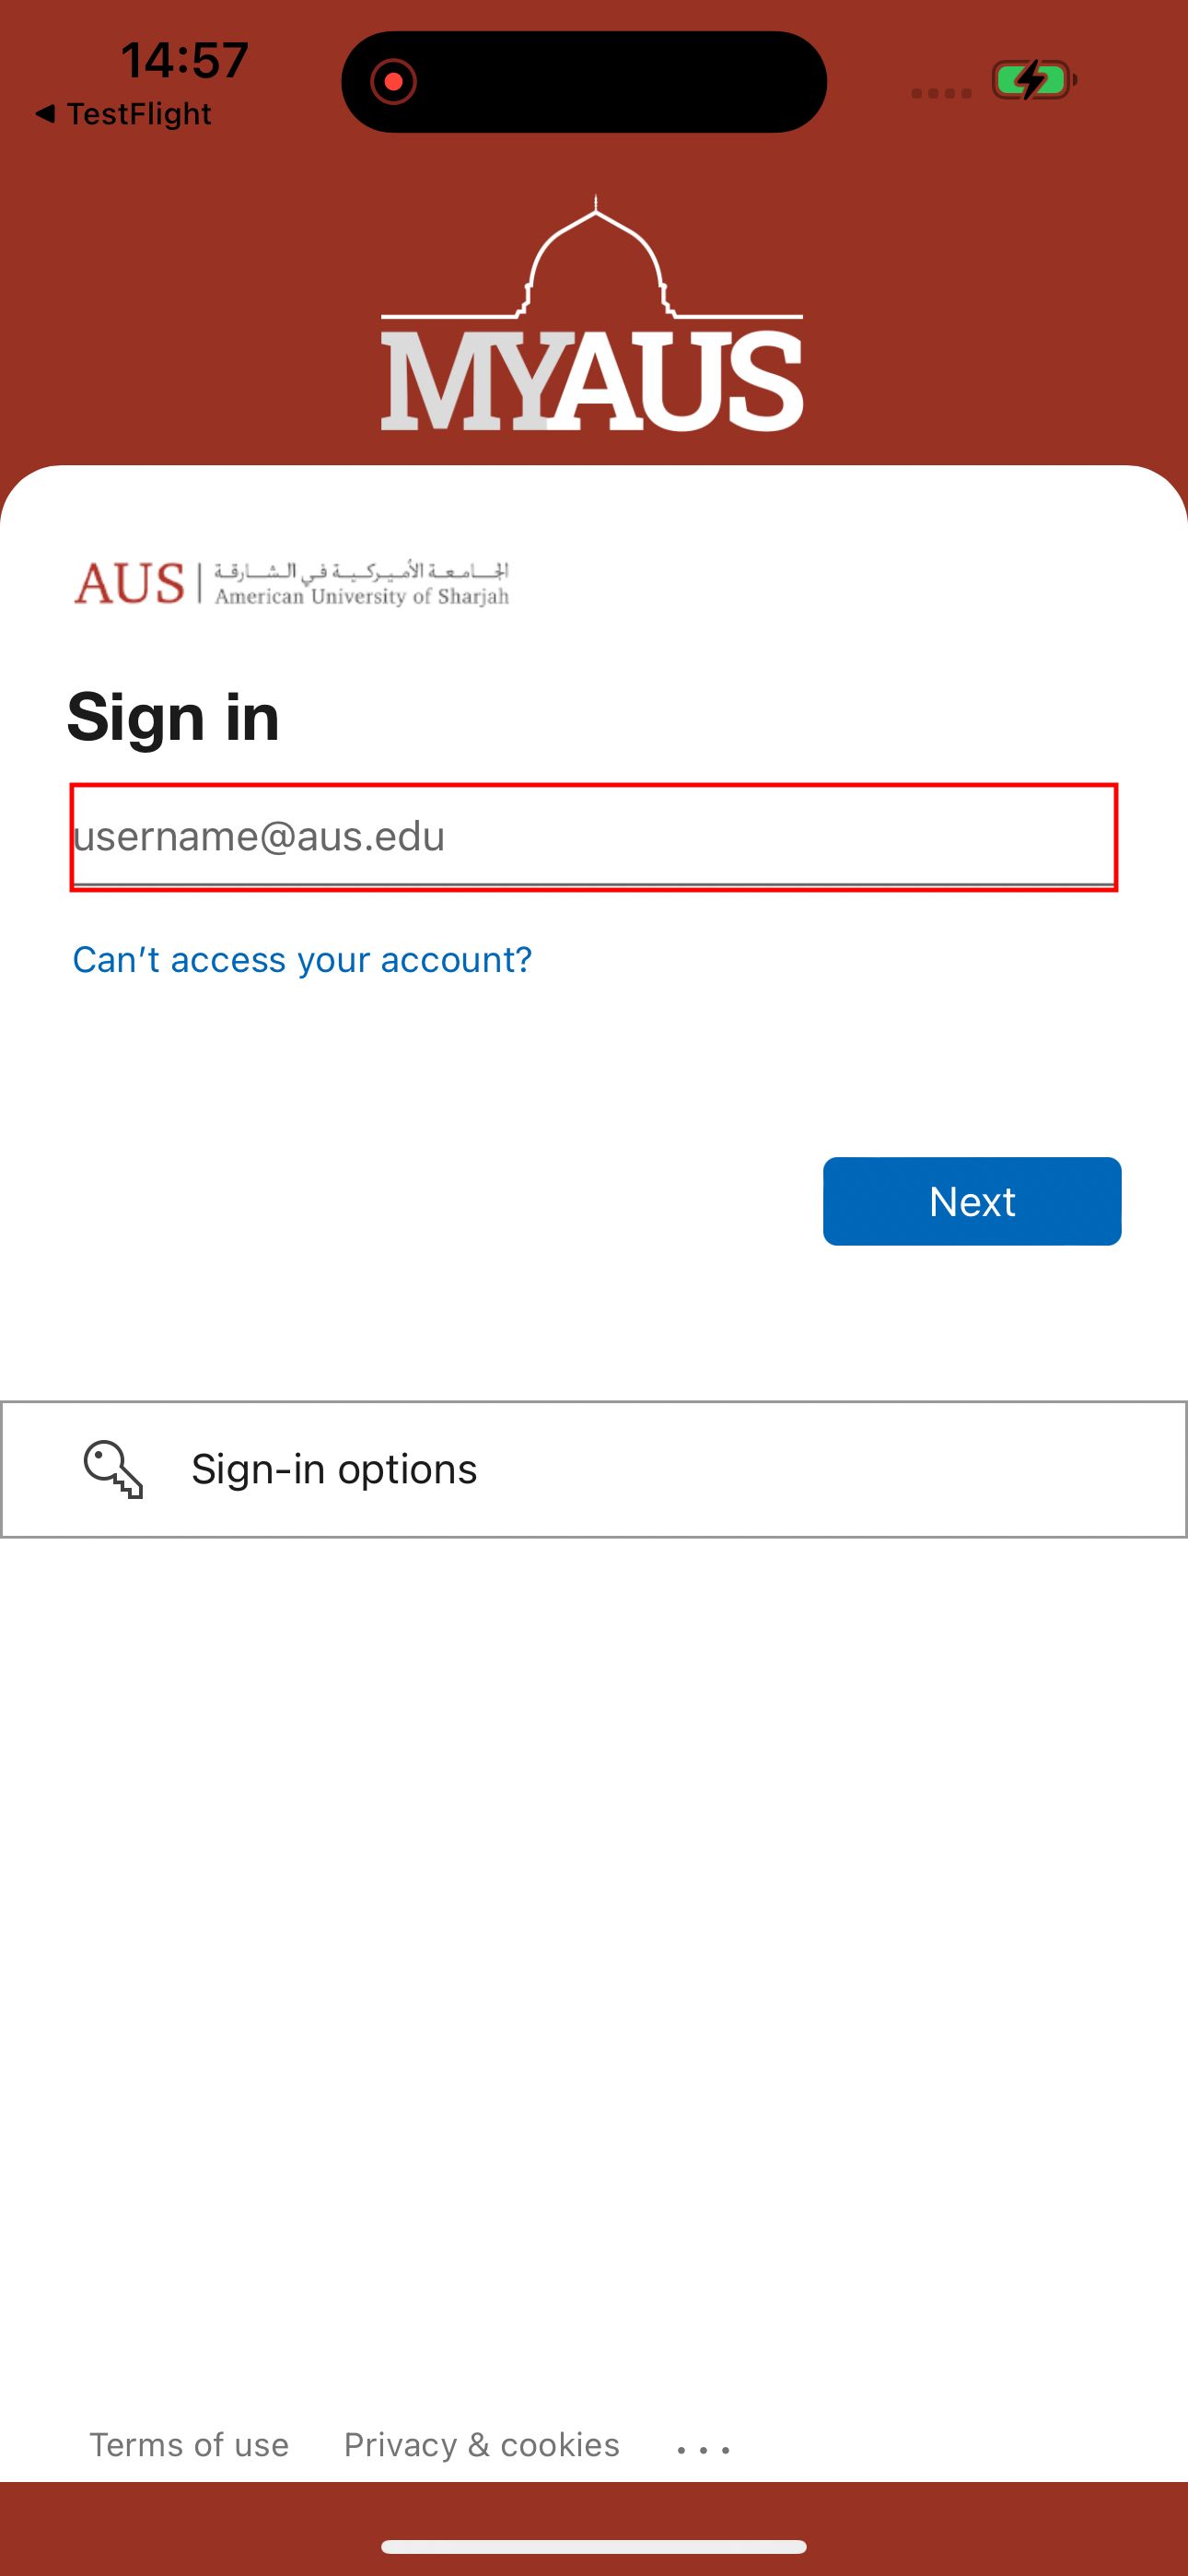 14:57
◀ TestFlight
MYAUS
AUS | الجامعة الأميركية في الشارقة
American University of Sharjah
Sign in
username@aus.edu
Can't access your account?
Next
Sign-in options
Terms of use Privacy & cookies ...